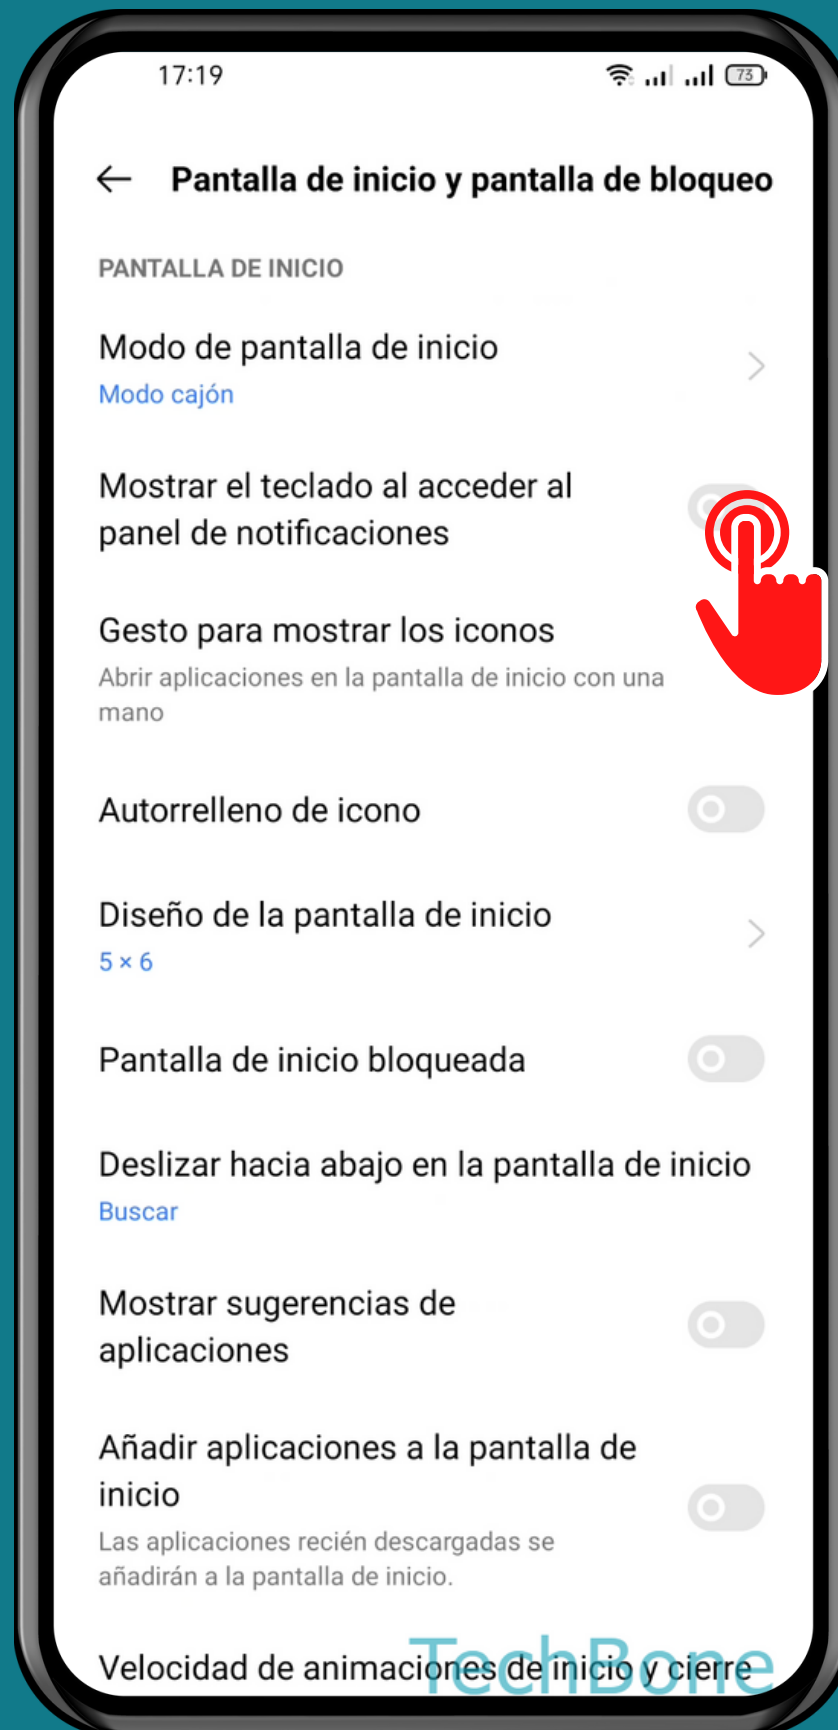 17:19
73
Pantalla de inicio y pantalla de bloqueo
PANTALLA DE INICIO
Modo de pantalla de inicio
Modo cajón
Mostrar el teclado al acceder al
panel de notificaciones
Gesto para mostrar los iconos
Abrir aplicaciones en la pantalla de inicio con una
mano
Autorrelleno de icono
Diseño de la pantalla de inicio
5 × 6
Pantalla de inicio bloqueada
Deslizar hacia abajo en la pantalla de inicio
Buscar
Mostrar sugerencias de
aplicaciones
Añadir aplicaciones a la pantalla de
inicio
Las aplicaciones recién descargadas se
añadirán a la pantalla de inicio.
Velocidad de animaciones de inicio y cierre
TechBone